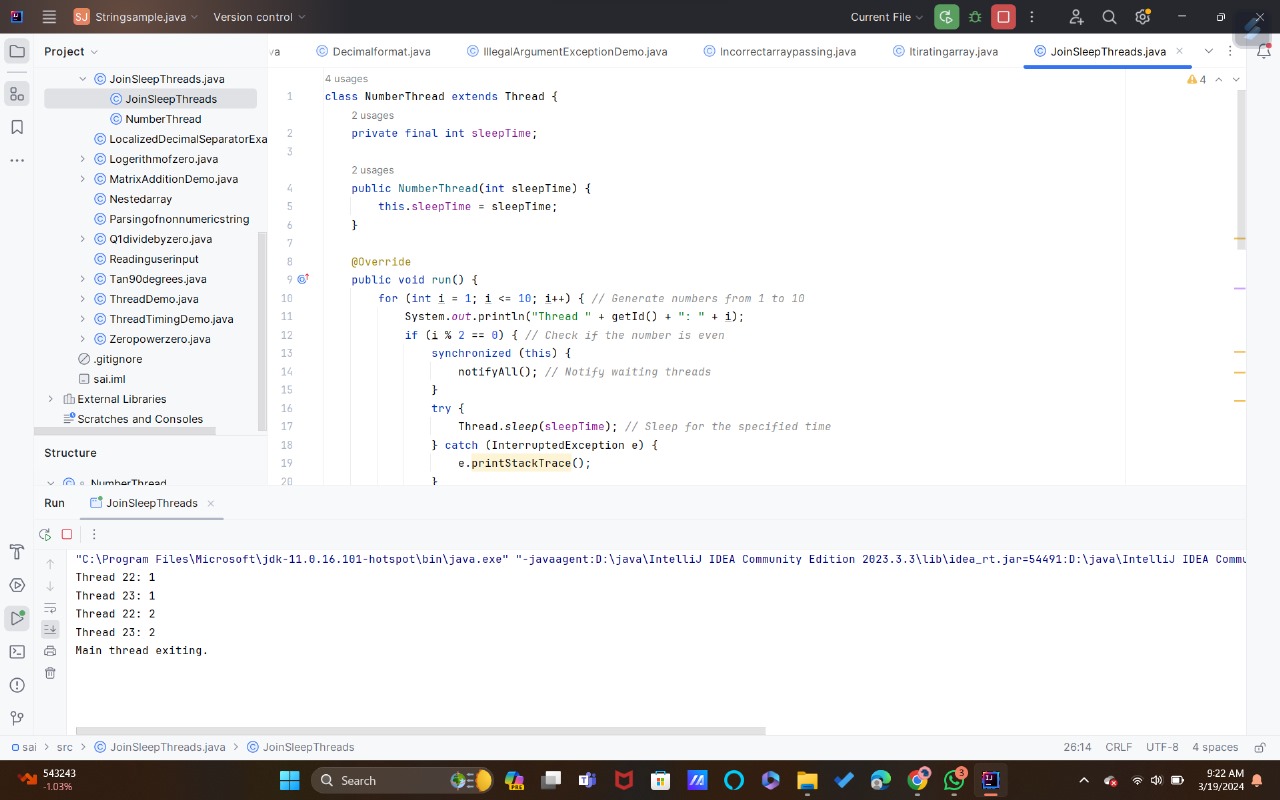 SJ Stringsample.java Version control Current File
Project
va Decimalformat.java IllegalArgumentExceptionDemo.java Incorrectarraypassing.java Itiratingarray.java JoinSleepThreads.java
JoinSleepThreads.java
JoinSleepThreads
NumberThread
LocalizedDecimalSeparatorExa
Logerithmofzero.java
MatrixAdditionDemo.java
Nestedarray
Parsingofnonnumericstring
Q1dividebyzero.java
Readinguserinput
Tan90degrees.java
ThreadDemo.java
ThreadTimingDemo.java
Zeropowerzero.java
.gitignore
sai.iml
External Libraries
Scratches and Consoles
Structure
NumberThread
4 usages
4
1 class NumberThread extends Thread {
2 usages
2 private final int sleepTime;
3
2 usages
4 public NumberThread(int sleepTime) {
5 this.sleepTime = sleepTime;
6 }
7
8 @Override
9 public void run() {
10 for (int i = 1; i <= 10; i++) { // Generate numbers from 1 to 10
11 System.out.println("Thread " + getId() + ": " + i);
12 if (i % 2 == 0) { // Check if the number is even
13 synchronized (this) {
14 notifyAll(); // Notify waiting threads
15 }
16 try {
17 Thread.sleep(sleepTime); // Sleep for the specified time
18 } catch (InterruptedException e) {
19 e.printStackTrace();
20 }
Run JoinSleepThreads
"C:\Program Files\Microsoft\jdk-11.0.16.101-hotspot\bin\java.exe" "-javaagent:D:\java\IntelliJ IDEA Community Edition 2023.3.3\lib\idea_rt.jar=54491:D:\java\IntelliJ IDEA Commu
Thread 22: 1
Thread 23: 1
Thread 22: 2
Thread 23: 2
Main thread exiting.
sai > src > JoinSleepThreads.java > JoinSleepThreads 26:14 CRLF UTF-8 4 spaces
543243
-1.03%
Search
PRE
3
9:22 AM
3/19/2024